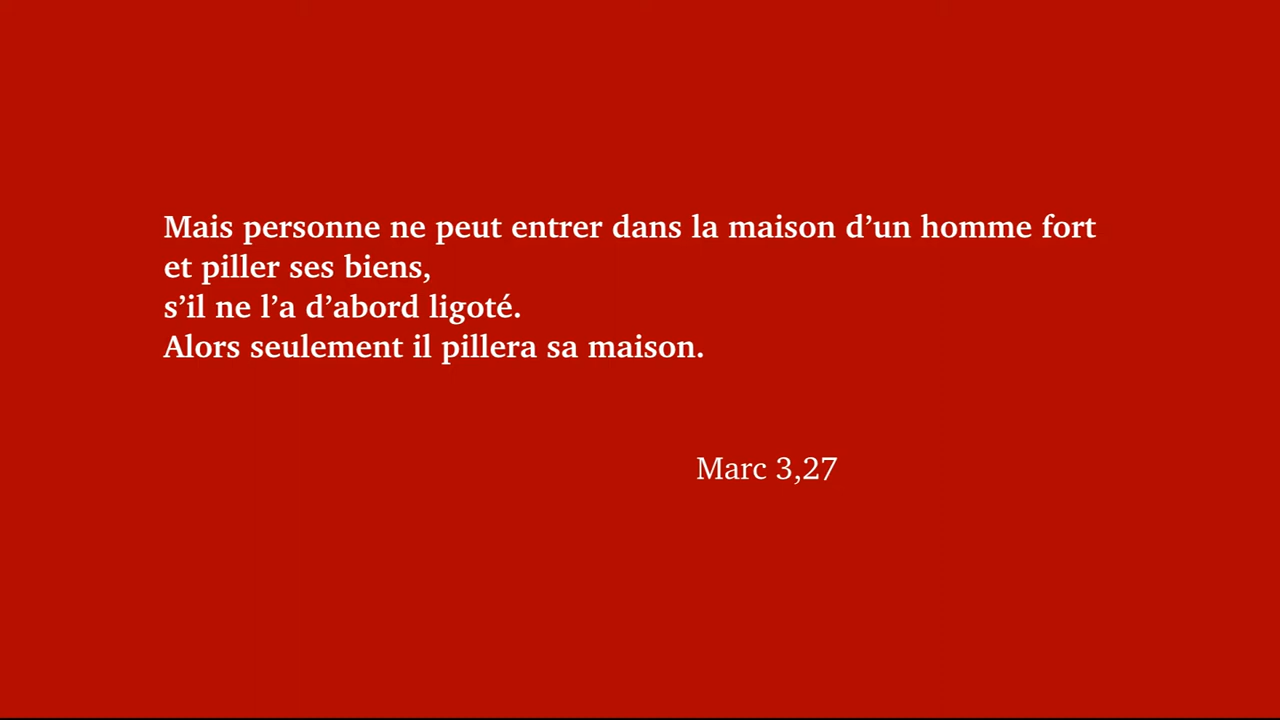 Mais personne ne peut entrer dans la maison d’un homme fort
et piller ses biens,
s’il ne l’a d’abord ligoté.
Alors seulement il pillera sa maison.
Marc 3,27